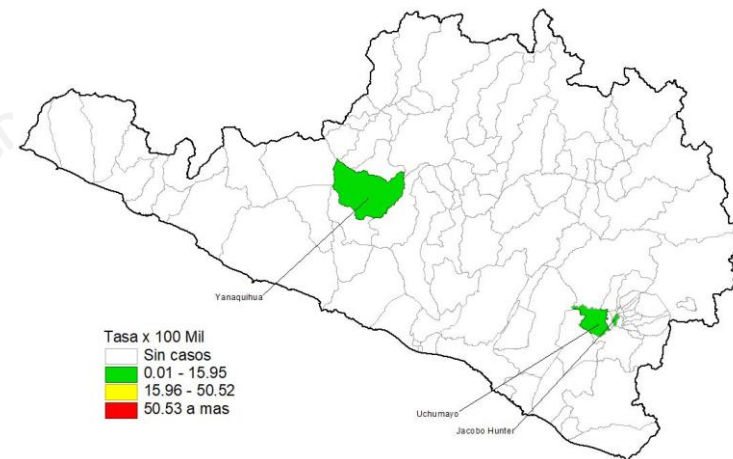 Yanaquihua
Tasa x 100 Mil
Sin casos
0.01 - 15.95
15.96 - 50.52
50.53 a mas
Uchumayo
Jacobo Hunter